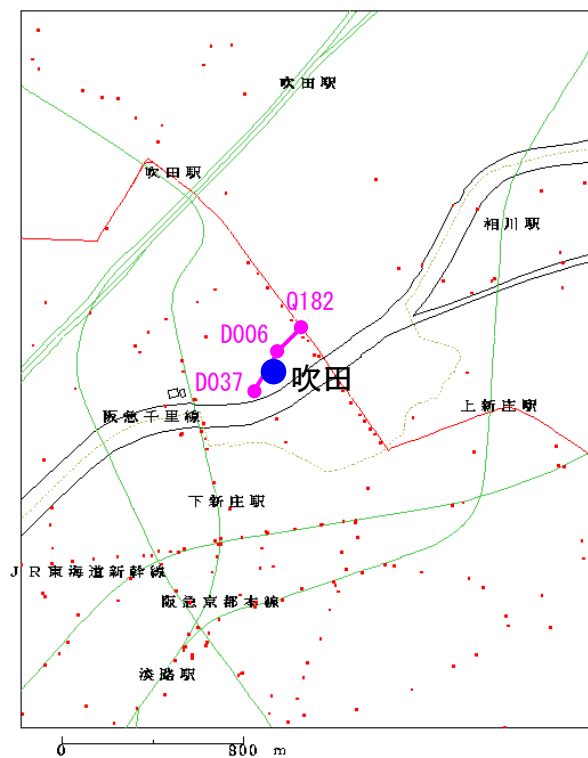 吹田駅
吹田駅
相川駅
Q182
D006
D037
吹田
阪急千里線
上新庄駅
下新庄駅
JR東海道新幹線
阪急京都本線
淡路駅
0 800 m